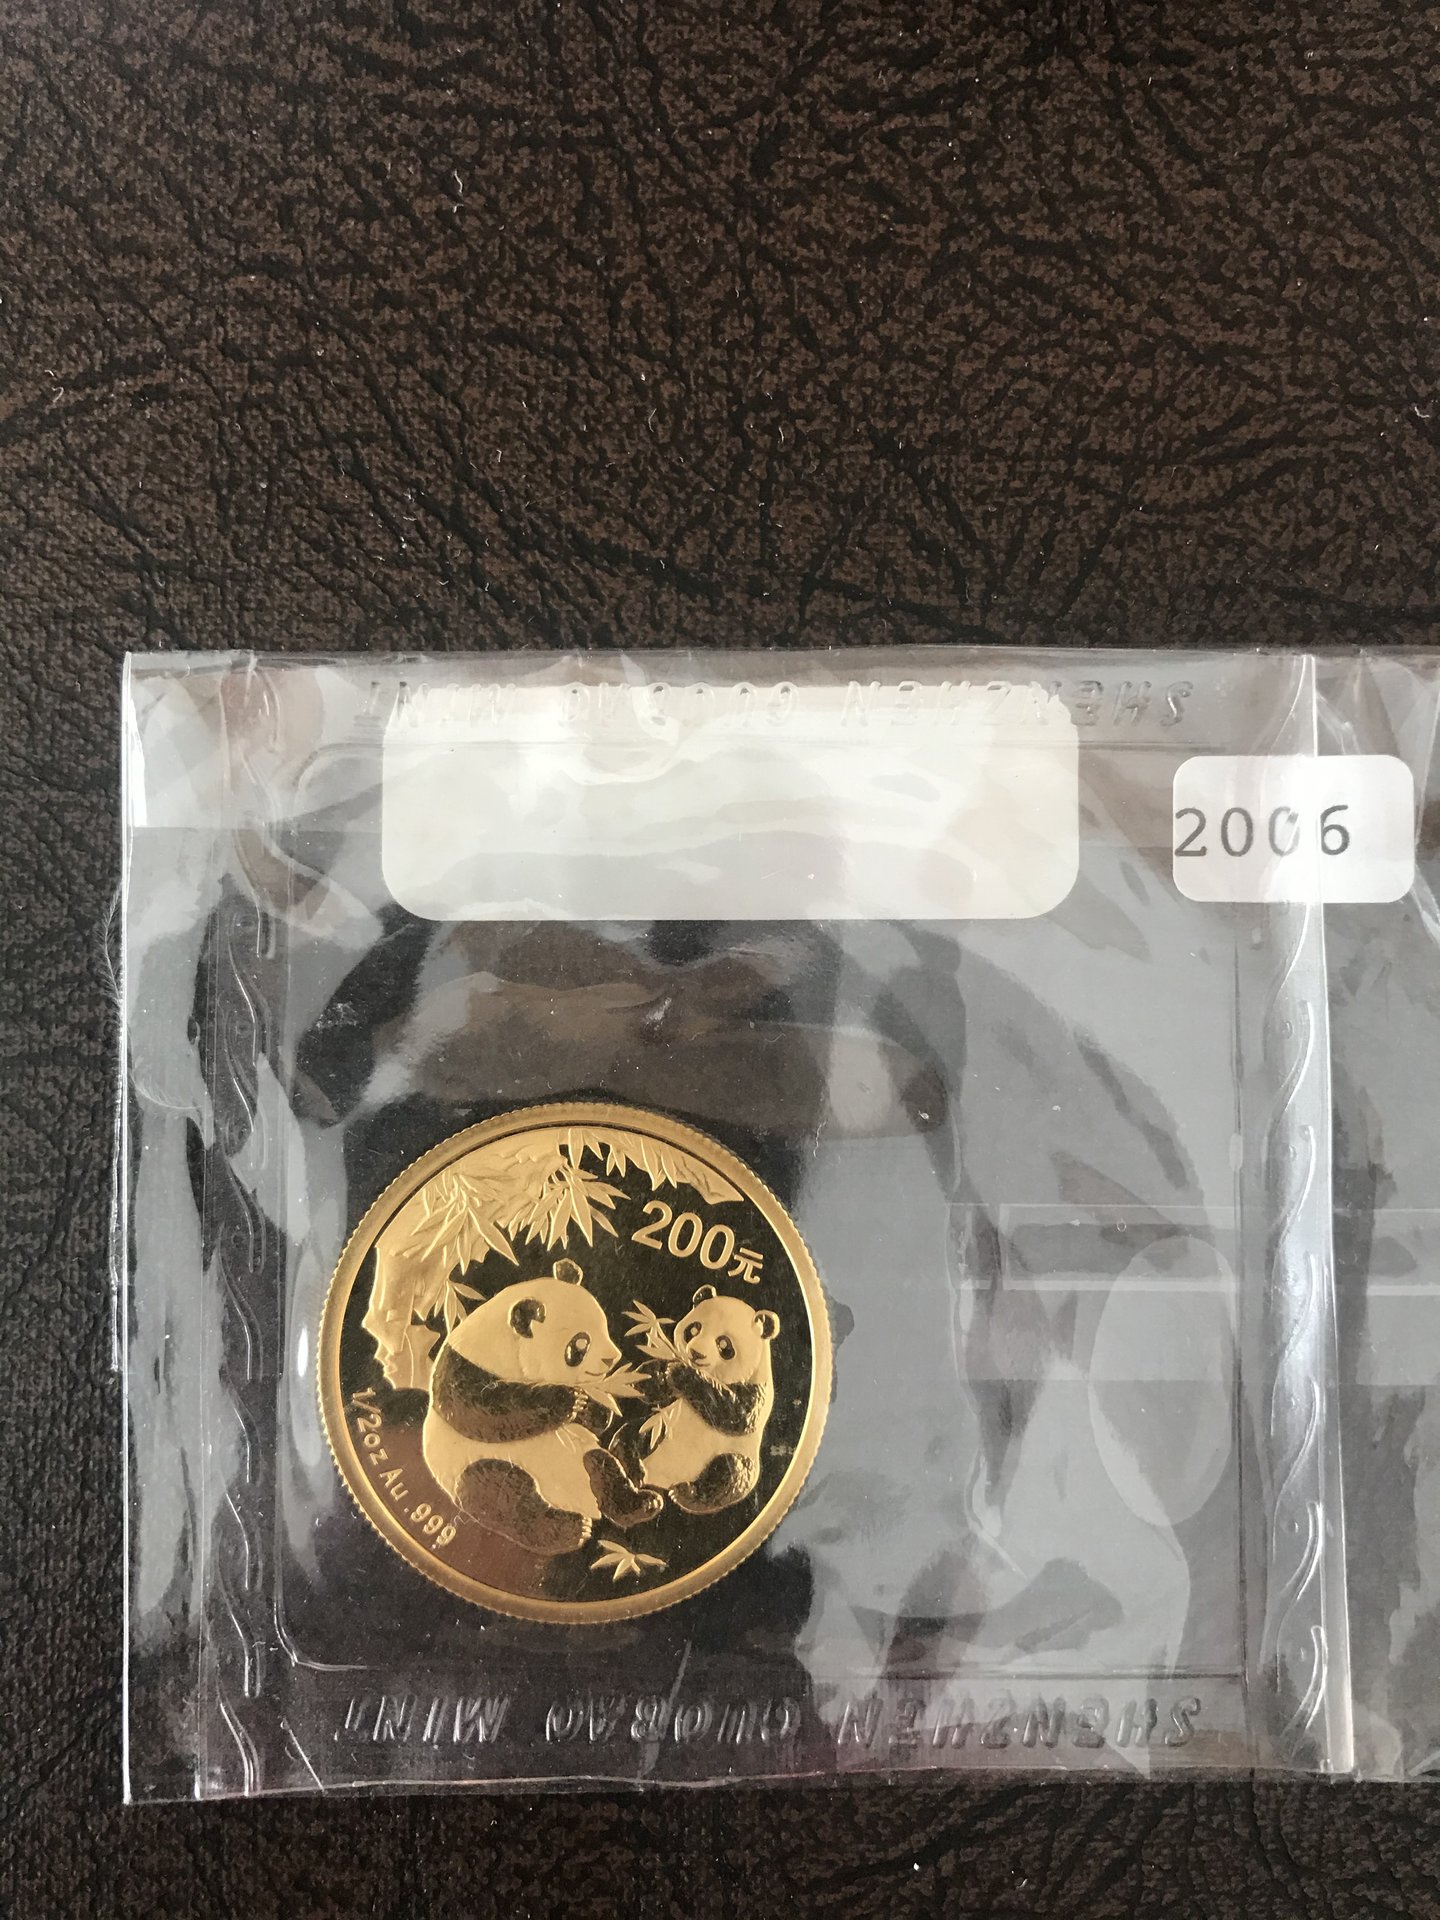 SHENZHEN GUOBAO MINT
2006
200元
1/2oz Au .999
SHENZHEN GUOBAO MINT